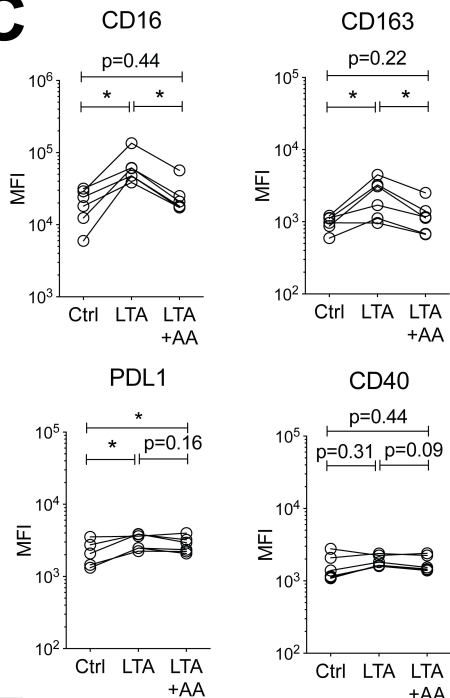 C
CD16
p=0.44
* *
MFI
10⁶
10⁵
10⁴
10³
Ctrl LTA LTA
+AA
CD163
p=0.22
* *
MFI
10⁵
10⁴
10³
10²
Ctrl LTA LTA
+AA
PDL1
*
* p=0.16
MFI
10⁵
10⁴
10³
10²
Ctrl LTA LTA
+AA
CD40
p=0.44
p=0.31 p=0.09
MFI
10⁵
10⁴
10³
10²
Ctrl LTA LTA
+AA